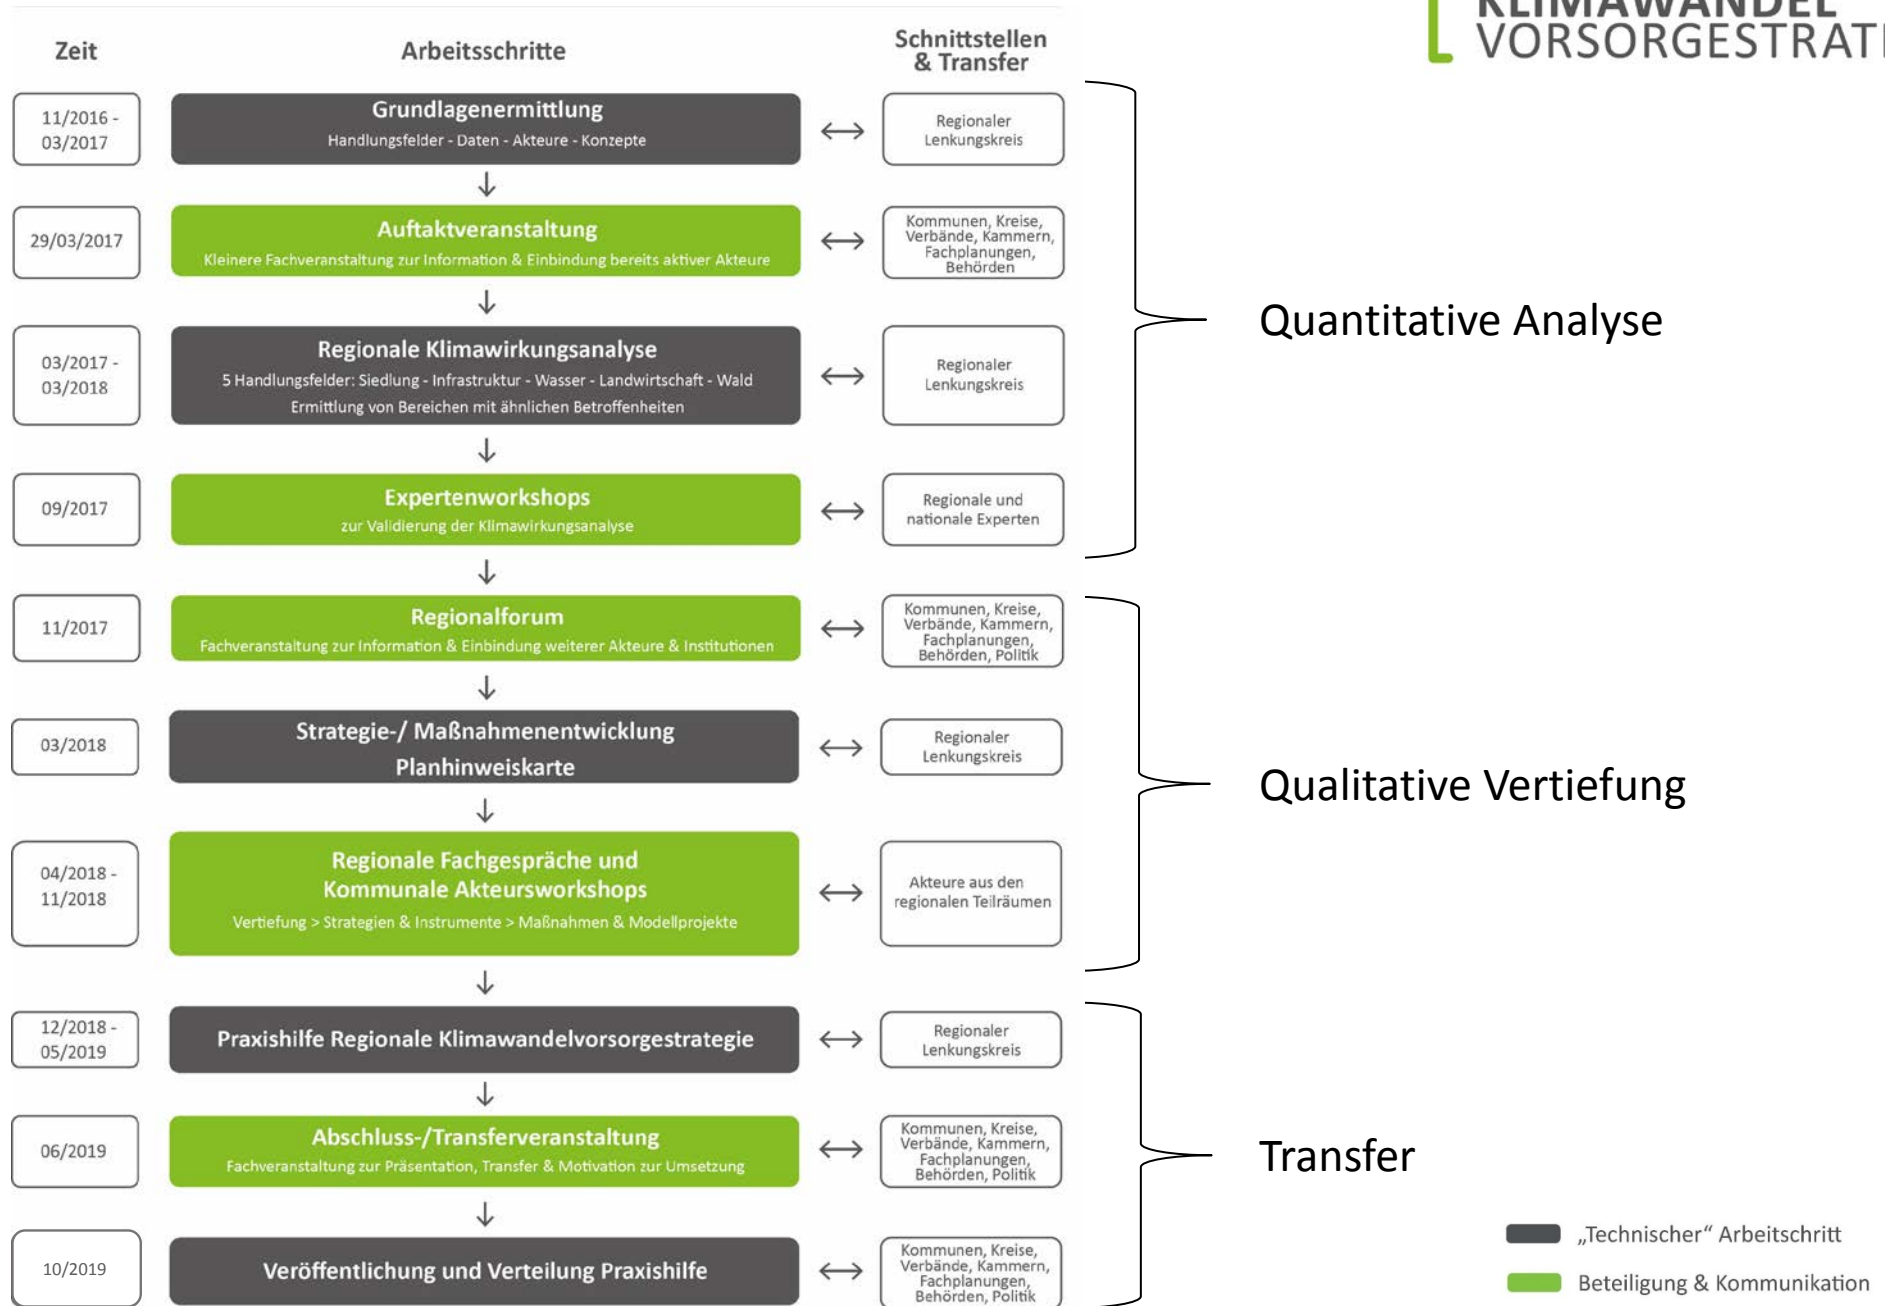 KLIMAWANDEL
Zeit
Arbeitsschritte
Schnittstellen
& Transfer
11/2016 -
03/2017
Grundlagenermittlung
Handlungsfelder - Daten - Akteure - Konzepte
Regionaler
Lenkungskreis
29/03/2017
Auftaktveranstaltung
Kleinere Fachveranstaltung zur Information & Einbindung bereits aktiver Akteure
Kommunen, Kreise,
Verbände, Kammern,
Fachplanungen,
Behörden
03/2017 -
03/2018
Regionale Klimawirkungsanalyse
5 Handlungsfelder: Siedlung - Infrastruktur - Wasser - Landwirtschaft - Wald
Ermittlung von Bereichen mit ähnlichen Betroffenheiten
Regionaler
Lenkungskreis
09/2017
Expertenworkshops
zur Validierung der Klimawirkungsanalyse
Regionale und
nationale Experten
Quantitative Analyse
11/2017
Regionalforum
Fachveranstaltung zur Information & Einbindung weiterer Akteure & Institutionen
Kommunen, Kreise,
Verbände, Kammern,
Fachplanungen,
Behörden, Politik
03/2018
Strategie-/ Maßnahmenentwicklung
Planhinweiskarte
Regionaler
Lenkungskreis
04/2018 -
11/2018
Regionale Fachgespräche und
Kommunale Akteursworkshops
Vertiefung > Strategien & Instrumente > Maßnahmen & Modellprojekte
Akteure aus den
regionalen Teilräumen
Qualitative Vertiefung
12/2018 -
05/2019
Praxishilfe Regionale Klimawandelvorsorgestrategie
Regionaler
Lenkungskreis
06/2019
Abschluss-/Transferveranstaltung
Fachveranstaltung zur Präsentation, Transfer & Motivation zur Umsetzung
Kommunen, Kreise,
Verbände, Kammern,
Fachplanungen,
Behörden, Politik
10/2019
Veröffentlichung und Verteilung Praxishilfe
Kommunen, Kreise,
Verbände, Kammern,
Fachplanungen,
Behörden, Politik
Transfer
„Technischer“ Arbeitschritt
Beteiligung & Kommunikation